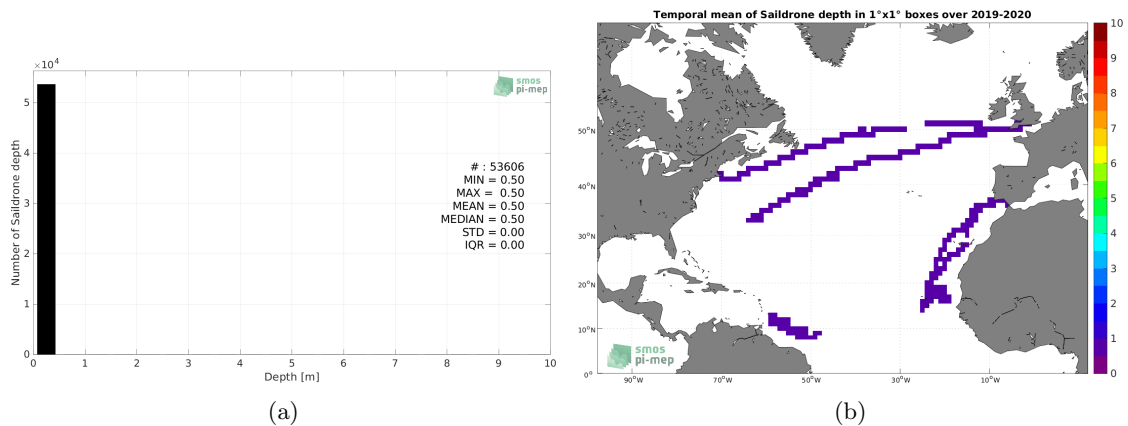 ×10⁴
smos
pi-mep
5
4
3
2
1
0
Number of Saildrone depth
# : 53606
MIN = 0.50
MAX = 0.50
MEAN = 0.50
MEDIAN = 0.50
STD = 0.00
IQR = 0.00
0 1 2 3 4 5 6 7 8 9 10
Depth [m]
(a)
Temporal mean of Saildrone depth in 1°x1° boxes over 2019-2020
50°N
40°N
30°N
20°N
10°N
0°
90°W 70°W 50°W 30°W 10°W
smos
pi-mep
10
9
8
7
6
5
4
3
2
1
0
(b)